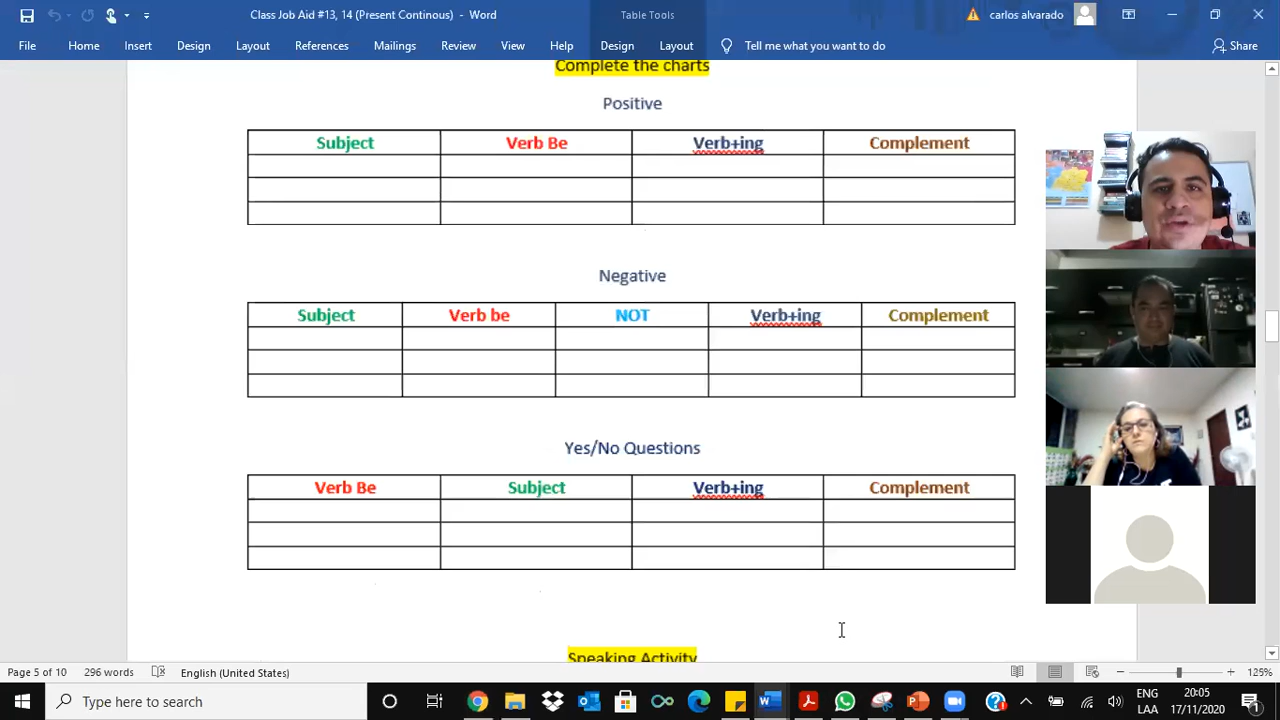 Class Job Aid #13, 14 (Present Continous) - Word
Table Tools
carlos alvarado
File Home Insert Design Layout References Mailings Review View Help Design Layout Tell me what you want to do Share
Complete the charts
Positive
Subject Verb Be Verb+ing Complement
Negative
Subject Verb be NOT Verb+ing Complement
Yes/No Questions
Verb Be Subject Verb+ing Complement
Speaking Activity
Page 5 of 10 296 words English (United States) 125%
Type here to search ENG 20:05
LAA 17/11/2020